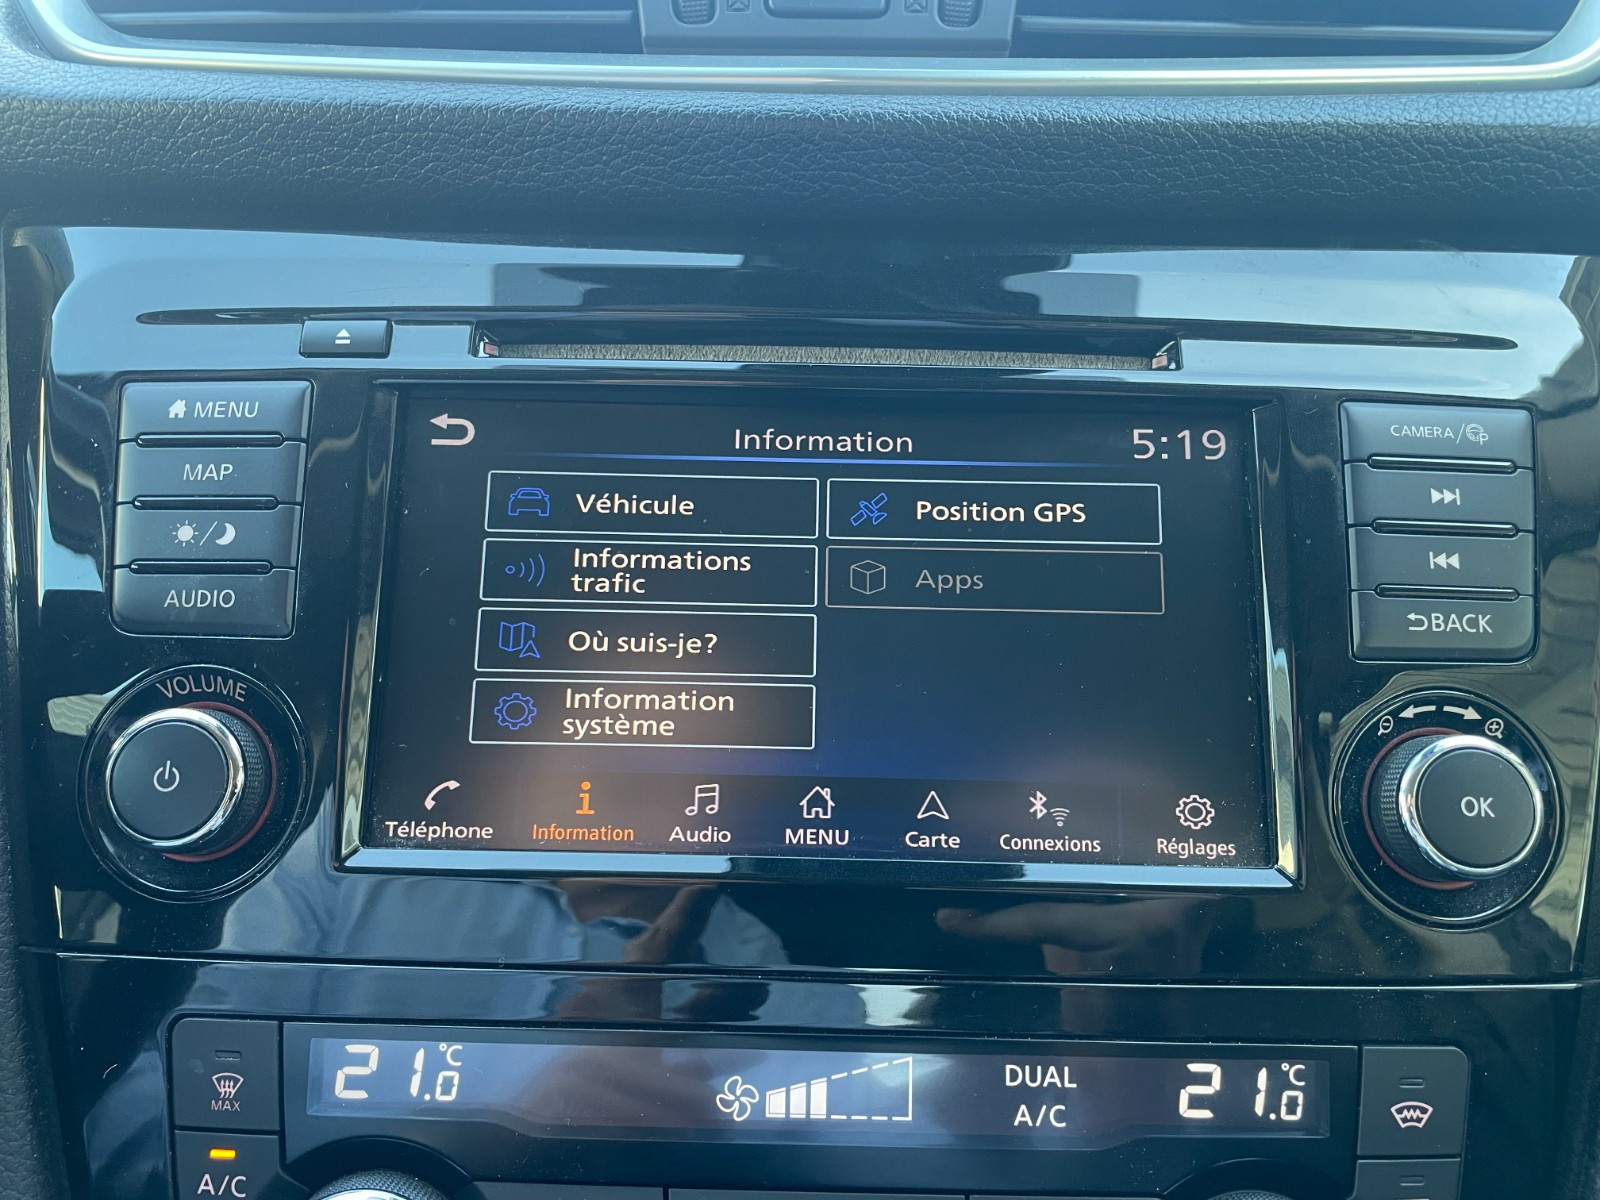 MENU
MAP
AUDIO
VOLUME
Information
5:19
Véhicule
Position GPS
Informations
trafic
Apps
Où suis-je?
Information
système
Téléphone
Information
Audio
MENU
Carte
Connexions
Réglages
CAMERA/
P
BACK
OK
MAX
A/C
21.0°C
DUAL
A/C
21.0°C